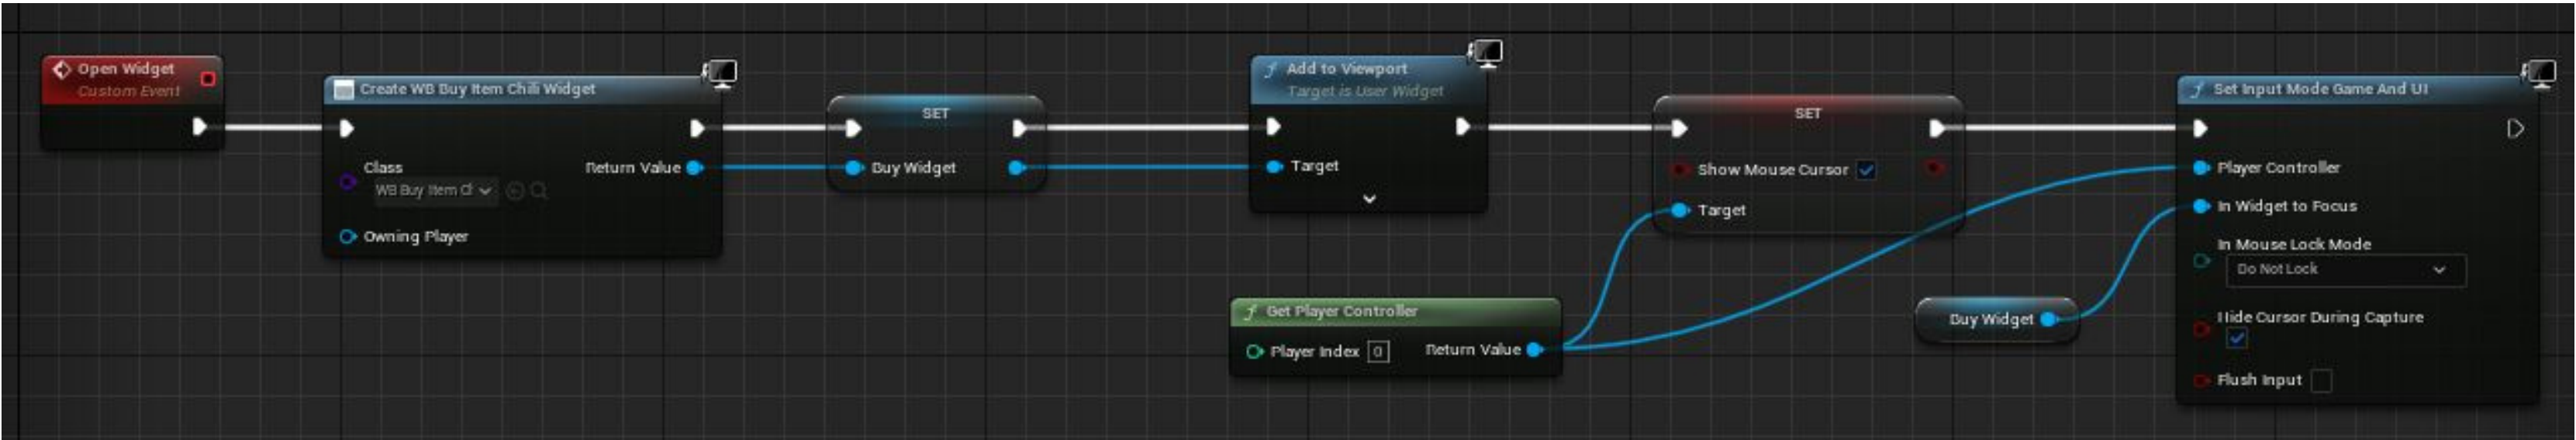 Open Widget
Custom Event
Create WB Buy Item Chili Widget
Class
WB Buy Item Cl
Return Value
Owning Player
SET
Buy Widget
Add to Viewport
Target is User Widget
Target
SET
Show Mouse Cursor
Target
Get Player Controller
Player Index 0
Return Value
Buy Widget
Set Input Mode Game And UI
Player Controller
In Widget to Focus
In Mouse Lock Mode
Do Not Lock
Hide Cursor During Capture
Flush Input